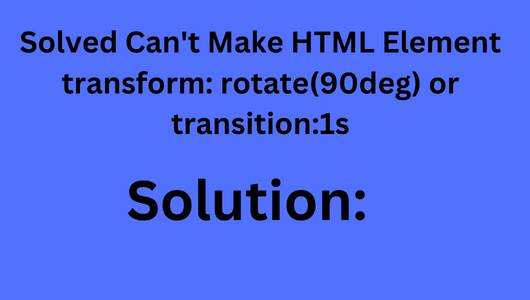 Solved Can't Make HTML Element
transform: rotate(90deg) or
transition:1s
Solution: